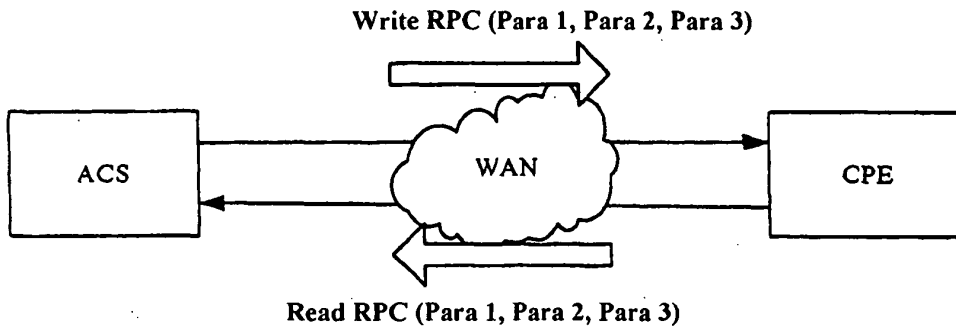 Write RPC (Para 1, Para 2, Para 3)
ACS
WAN
CPE
Read RPC (Para 1, Para 2, Para 3)